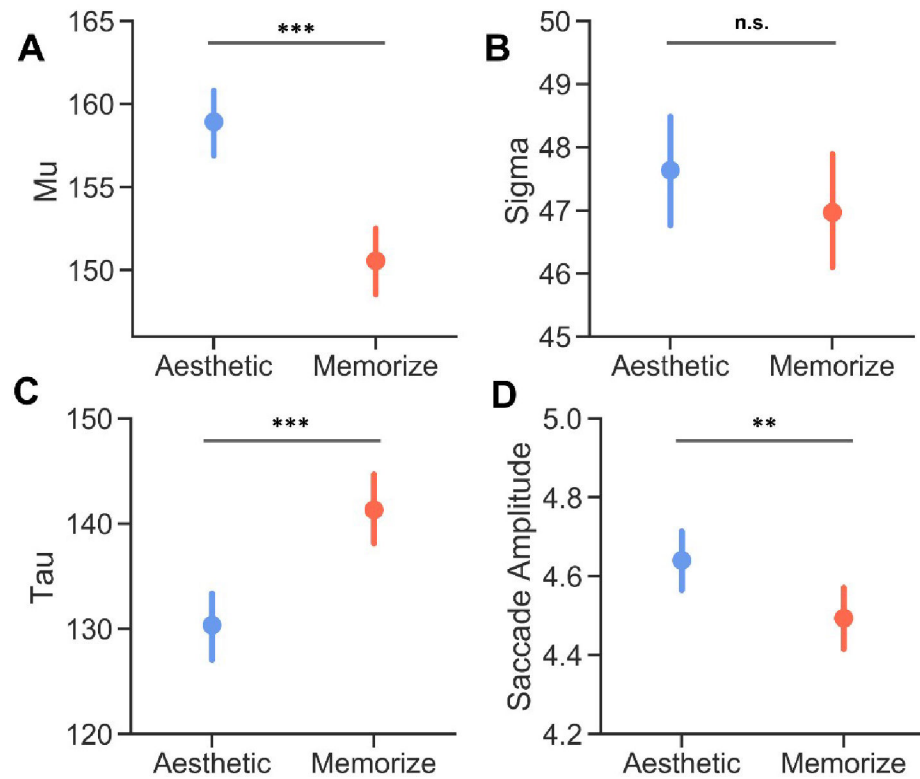 A
165
160
155
150
Mu
***
Aesthetic
Memorize
B
50
49
48
47
46
45
Sigma
n.s.
Aesthetic
Memorize
C
150
140
130
120
Tau
***
Aesthetic
Memorize
D
5.0
4.8
4.6
4.4
4.2
Saccade Amplitude
**
Aesthetic
Memorize